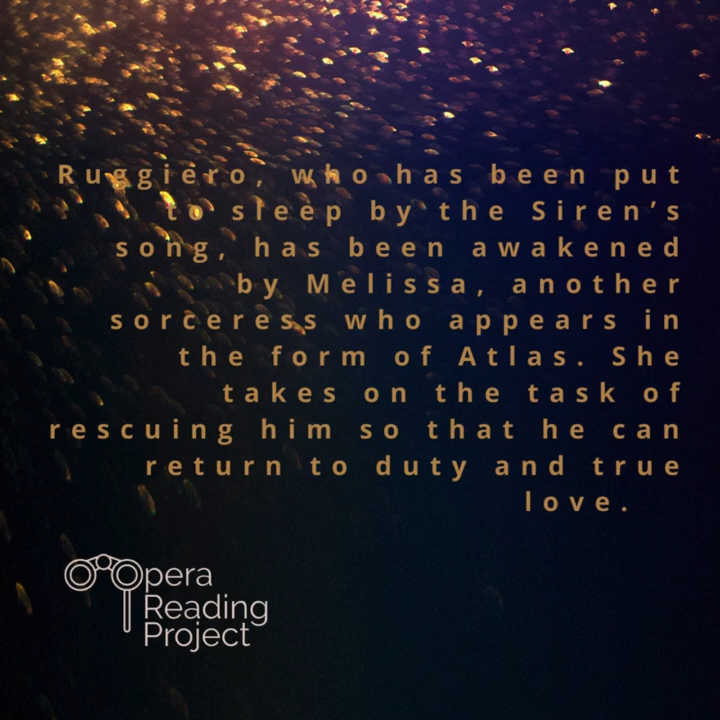 Ruggiero, who has been put
to sleep by the Siren’s
song, has been awakened
by Melissa, another
sorceress who appears in
the form of Atlas. She
takes on the task of
rescuing him so that he can
return to duty and true
love.
Opera
Reading
Project